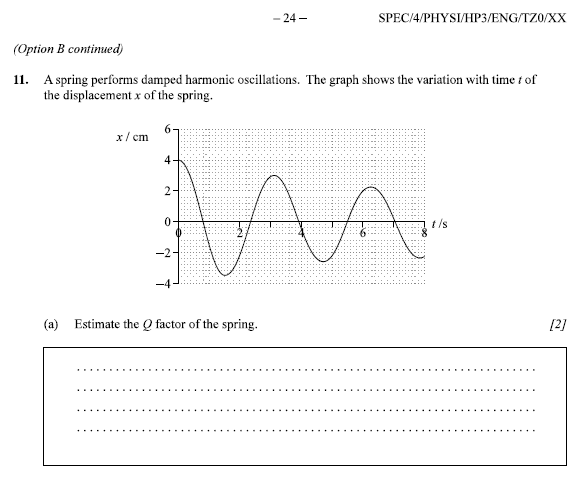 – 24 –
SPEC/4/PHYSI/HP3/ENG/TZ0/XX
(Option B continued)
11. A spring performs damped harmonic oscillations. The graph shows the variation with time t of
the displacement x of the spring.
x / cm
6
4
2
0
−2
−4
0 2 4 6 8
t /s
(a) Estimate the Q factor of the spring. [2]